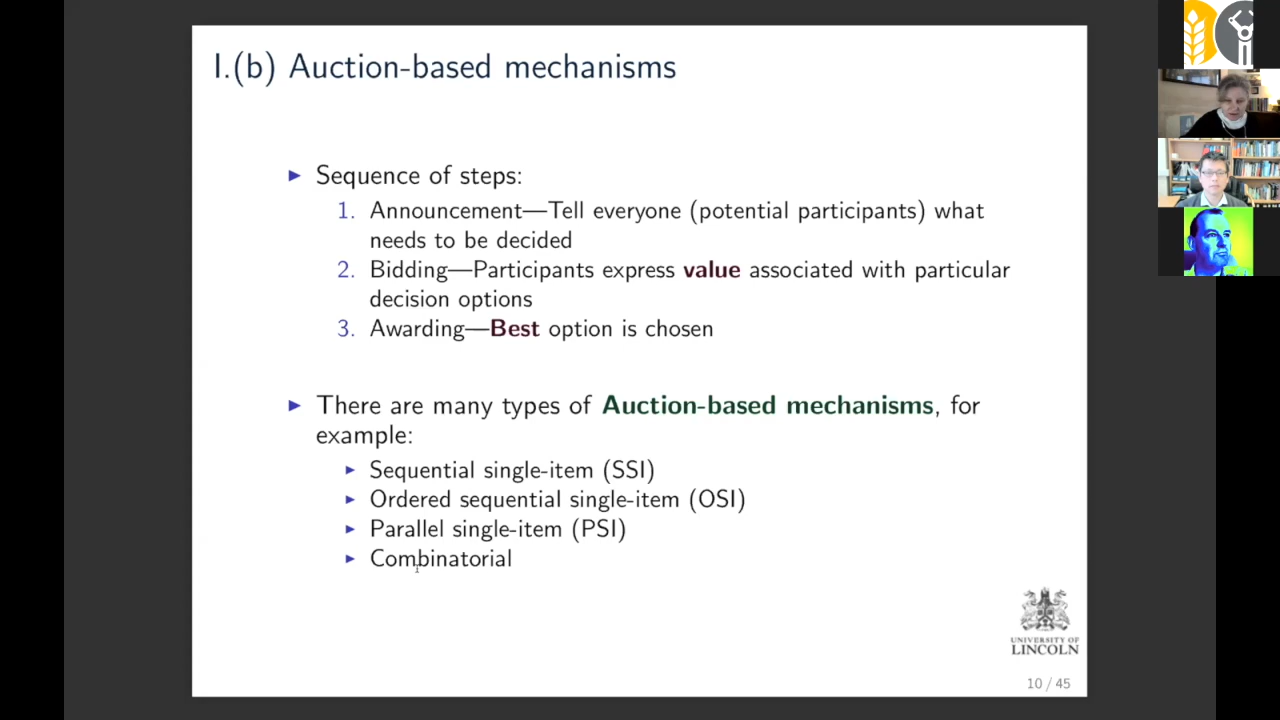 I.(b) Auction-based mechanisms
▶ Sequence of steps:
1. Announcement—Tell everyone (potential participants) what
needs to be decided
2. Bidding—Participants express value associated with particular
decision options
3. Awarding—Best option is chosen
▶ There are many types of Auction-based mechanisms, for
example:
▶ Sequential single-item (SSI)
▶ Ordered sequential single-item (OSI)
▶ Parallel single-item (PSI)
▶ Combinatorial
UNIVERSITY OF
LINCOLN
10 / 45